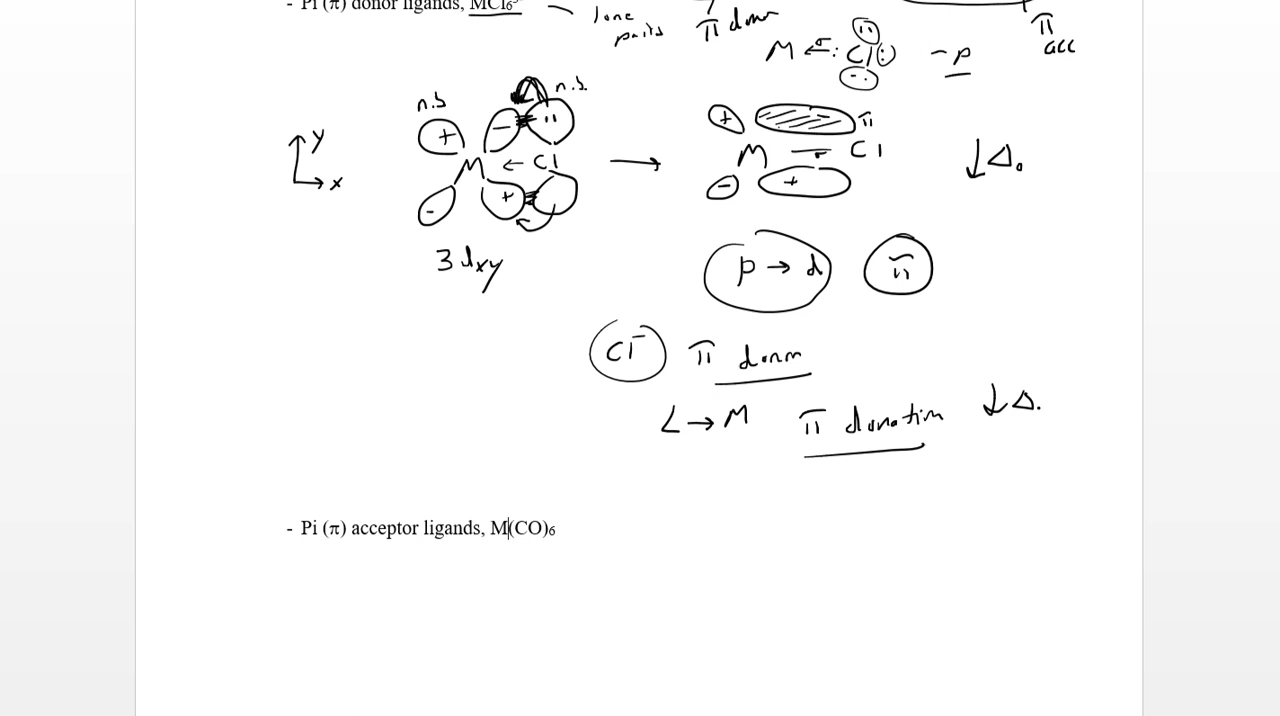 - Pi (π) donor ligands, MCl6
lone pairs
π donor
π acc
M ←σ :Cl: - p
n.b n.b.
+ - ··
y
x
M ← Cl
- +
3dxy
→
+ π
M - Cl ↓Δo
- +
p → d π
Cl⁻ π donor
L → M π donation ↓Δo
- Pi (π) acceptor ligands, M(CO)6